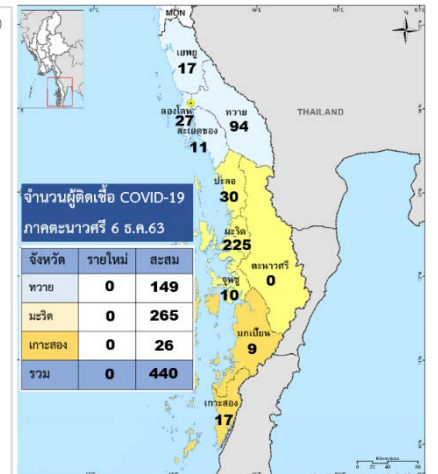 MON
เยพยู
17
THAILAND
ลองโลน
27
ทวาย
94
สะเยดชอง
11
ปะลอ
30
จำนวนผู้ติดเชื้อ COVID-19
ภาคตะนาวศรี 6 ธ.ค.63
มะริด
225
ตะนาวศรี
0
จุนซู
10
จังหวัด รายใหม่ สะสม
ทวาย 0 149
มะริด 0 265
เกาะสอง 0 26
รวม 0 440
บกเปี้ยน
9
เกาะสอง
17
Kilometers